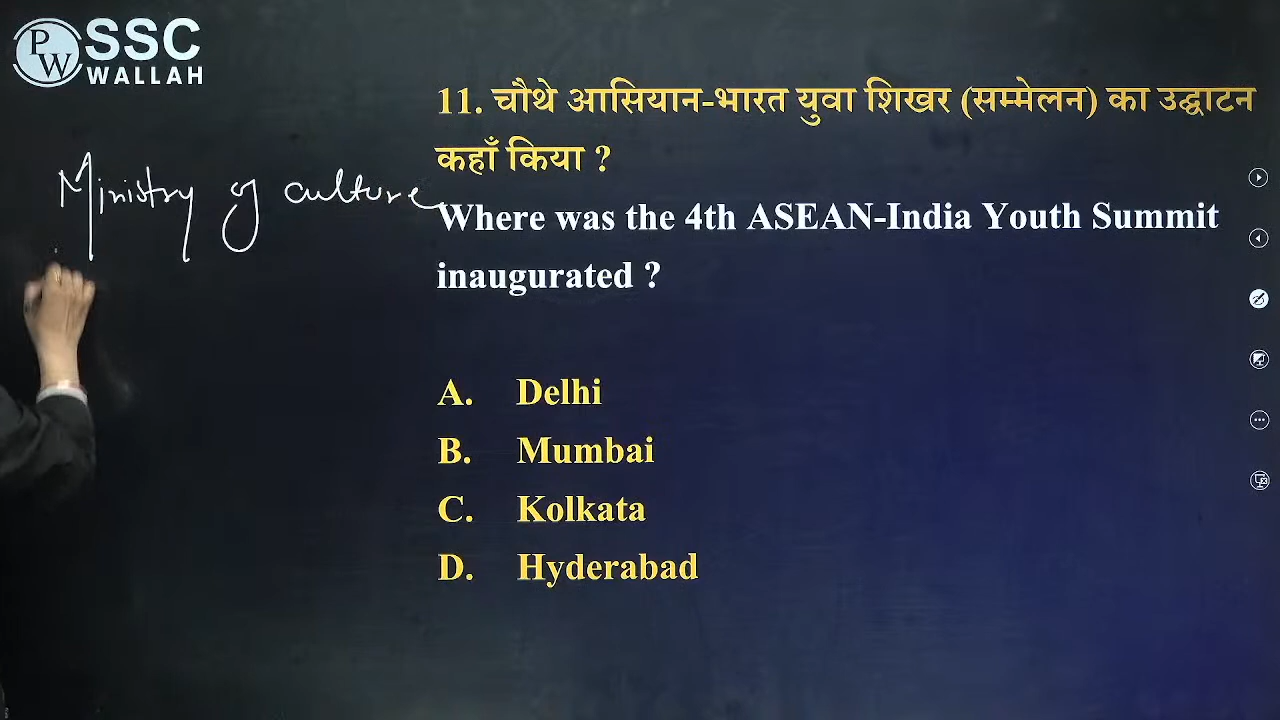 PW SSC
WALLAH
11. चौथे आसियान-भारत युवा शिखर (सम्मेलन) का उद्घाटन
कहाँ किया ?
Ministry of culture
Where was the 4th ASEAN-India Youth Summit
inaugurated ?
A. Delhi
B. Mumbai
C. Kolkata
D. Hyderabad